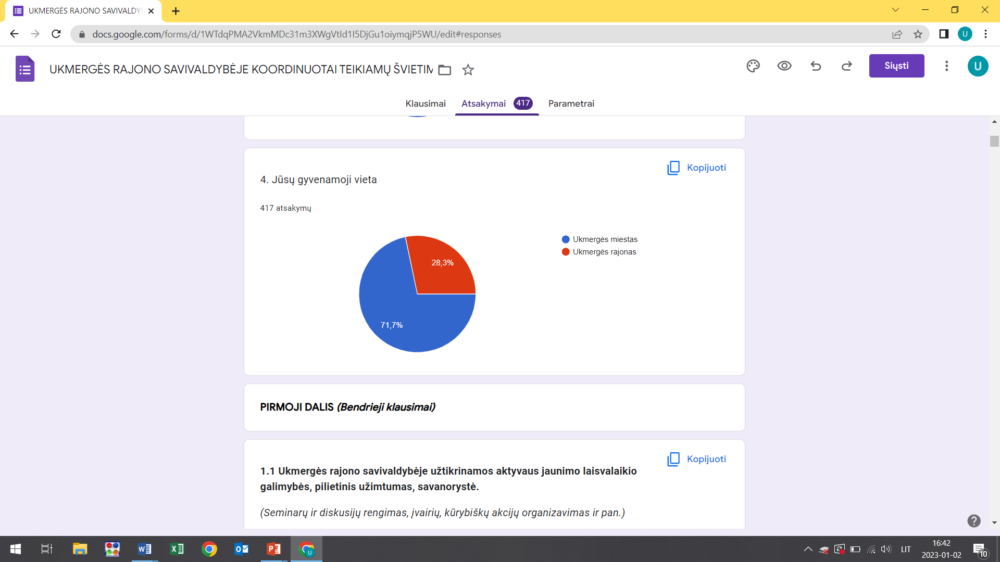 UKMERGĖS RAJONO SAVIVALDY
docs.google.com/forms/d/1WTdqPMA2VkmMDc31m3XWgVtId1I5DjGu1oiymqjP5WU/edit#responses
U
UKMERGĖS RAJONO SAVIVALDYBĖJE KOORDINUOTAI TEIKIAMŲ ŠVIETIM
Siųsti
U
Klausimai
Atsakymai 417
Parametrai
Kopijuoti
4. Jūsų gyvenamoji vieta
417 atsakymų
Ukmergės miestas
Ukmergės rajonas
28,3%
71,7%
PIRMOJI DALIS (Bendrieji klausimai)
Kopijuoti
1.1 Ukmergės rajono savivaldybėje užtikrinamos aktyvaus jaunimo laisvalaikio
galimybės, pilietinis užimtumas, savanorystė.
(Seminarų ir diskusijų rengimas, įvairių, kūrybiškų akcijų organizavimas ir pan.)
LIT
16:42
2023-01-02
10